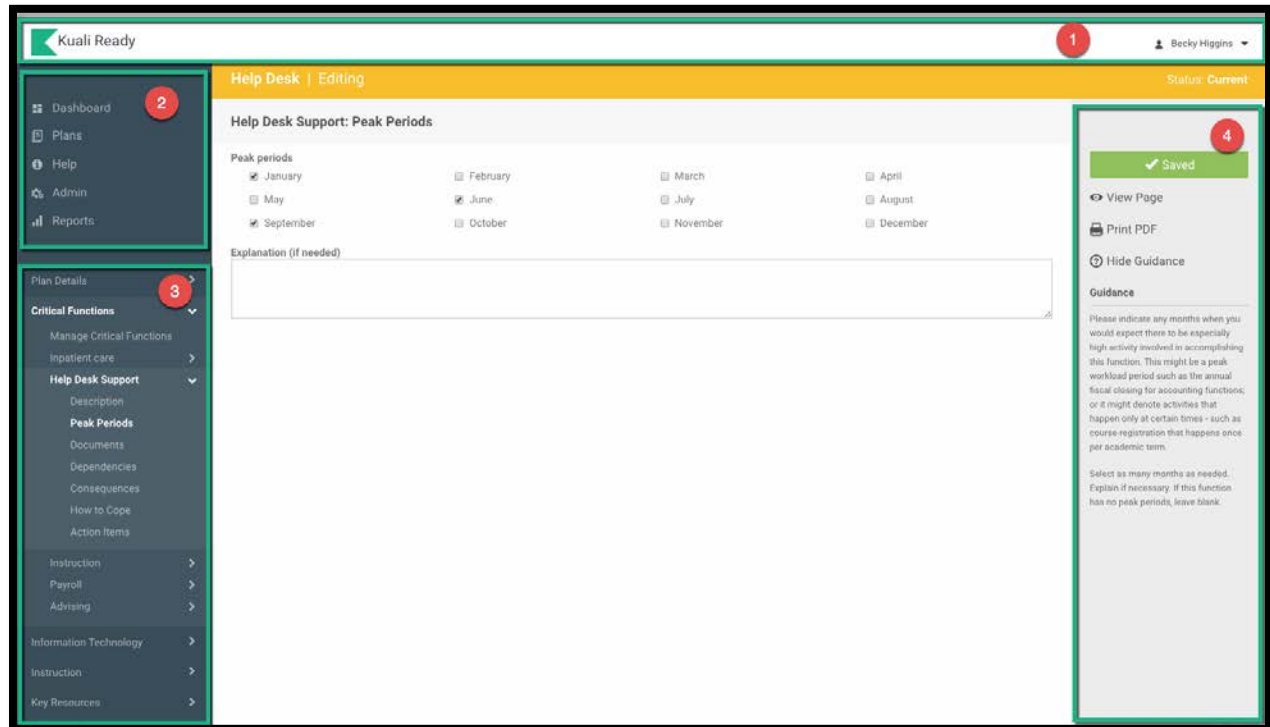 Kuali Ready
1
Becky Higgins
Help Desk | Editing
Status: Current
2
Dashboard
Plans
Help
Admin
Reports
3
Plan Details
Critical Functions
Manage Critical Functions
Inpatient care
Help Desk Support
Description
Peak Periods
Documents
Dependencies
Consequences
How to Cope
Action Items
Instruction
Payroll
Advising
Information Technology
Instruction
Key Resources
Help Desk Support: Peak Periods
Peak periods
January February March April
May June July August
September October November December
Explanation (if needed)
4
Saved
View Page
Print PDF
Hide Guidance
Guidance
Please indicate any months when you
would expect there to be especially
high activity involved in accomplishing
this function. This might be a peak
workload period such as the annual
fiscal closing for accounting functions;
or it might denote activities that
happen only at certain times - such as
course registration that happens once
per academic term.
Select as many months as needed.
Explain if necessary. If this function
has no peak periods, leave blank.